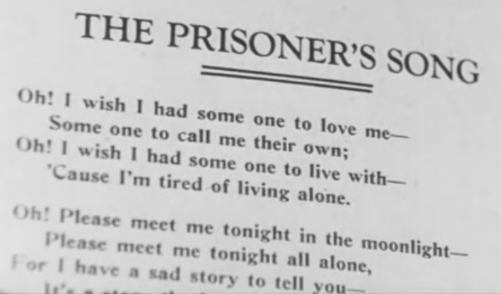 THE PRISONER'S SONG
Oh! I wish I had some one to love me—
Some one to call me their own;
Oh! I wish I had some one to live with—
'Cause I'm tired of living alone.
Oh! Please meet me tonight in the moonlight—
Please meet me tonight all alone,
For I have a sad story to tell you—
It's a